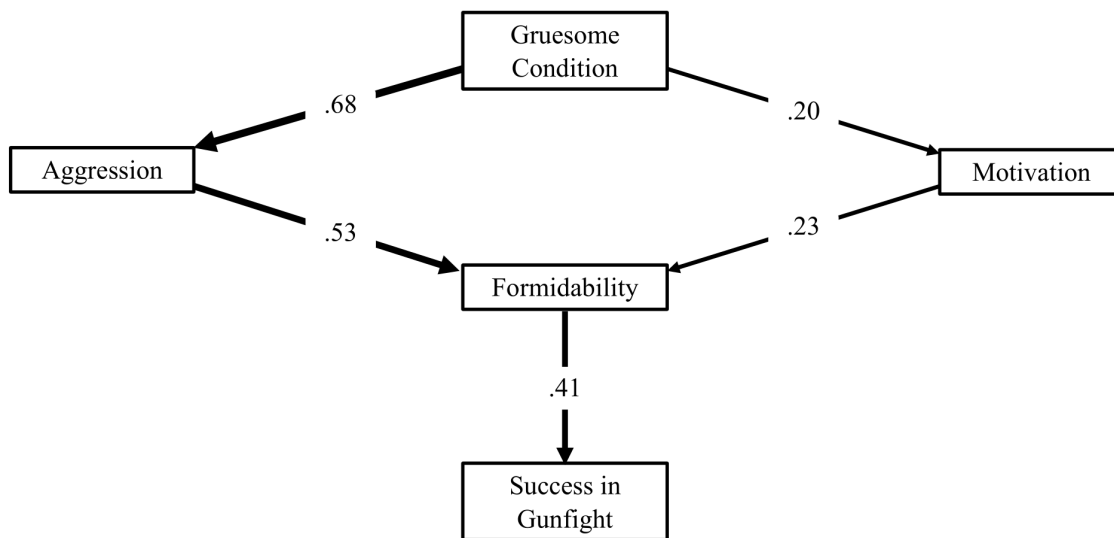 Gruesome
Condition
.68
.20
Aggression
Motivation
.53
.23
Formidability
.41
Success in
Gunfight